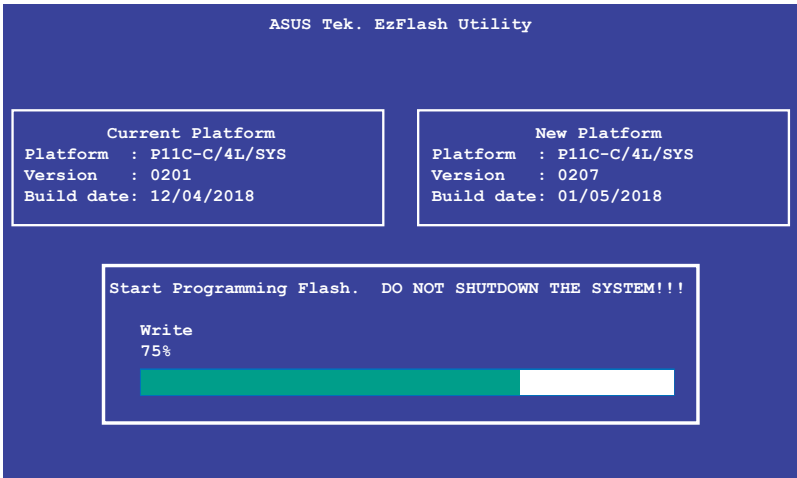 ASUS Tek. EzFlash Utility
Current Platform
Platform : P11C-C/4L/SYS
Version : 0201
Build date: 12/04/2018
New Platform
Platform : P11C-C/4L/SYS
Version : 0207
Build date: 01/05/2018
Start Programming Flash. DO NOT SHUTDOWN THE SYSTEM!!!
Write
75%